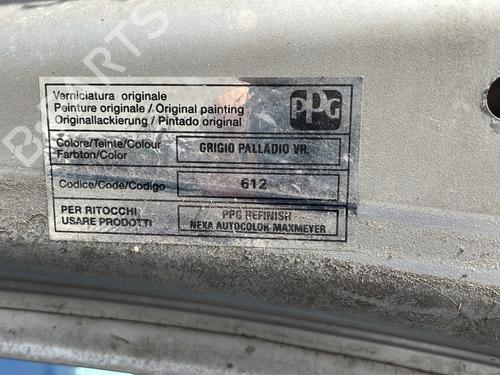 Verniciatura originale
Peinture originale / Original painting
Originallackierung / Pintado original
PPG
Colore/Teinte/Colour
Farbton/Color
GRIGIO PALLADIO VR.
Codice/Code/Codigo
612
PER RITOCCHI
USARE PRODOTTI
PPG REFINISH
NEXA AUTOCOLOR-MAXMEYER